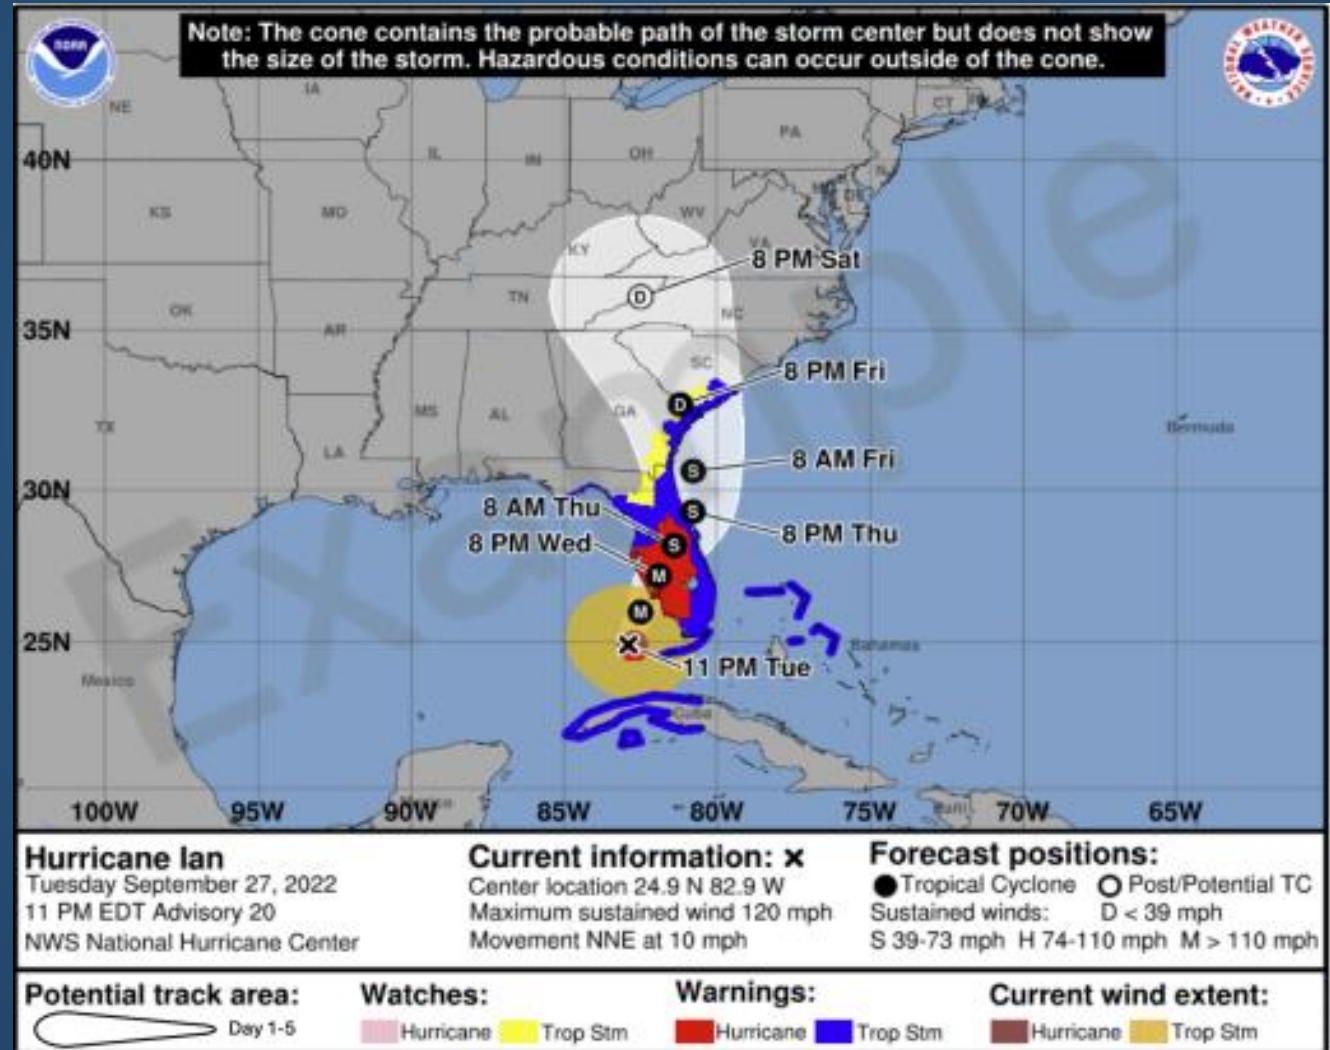 Note: The cone contains the probable path of the storm center but does not show
the size of the storm. Hazardous conditions can occur outside of the cone.
NOAA
NATIONAL WEATHER SERVICE
NE
IA
PA
CT
40N
IL
IN
OH
KS
MO
WV
VA
KY
8 PM Sat
OK
TN
NC
35N
AR
SC
8 PM Fri
TX
MS
AL
GA
Bermuda
LA
8 AM Fri
30N
8 AM Thu
8 PM Wed
8 PM Thu
D
D
S
S
S
M
M
25N
11 PM Tue
Bahamas
Mexico
Cuba
100W 95W 90W 85W 80W 75W 70W 65W
Example
Hurricane Ian
Tuesday September 27, 2022
11 PM EDT Advisory 20
NWS National Hurricane Center
Current information: x
Center location 24.9 N 82.9 W
Maximum sustained wind 120 mph
Movement NNE at 10 mph
Forecast positions:
Tropical Cyclone Post/Potential TC
Sustained winds: D < 39 mph
S 39-73 mph H 74-110 mph M > 110 mph
Potential track area:
Day 1-5
Watches:
Hurricane Trop Stm
Warnings:
Hurricane Trop Stm
Current wind extent:
Hurricane Trop Stm